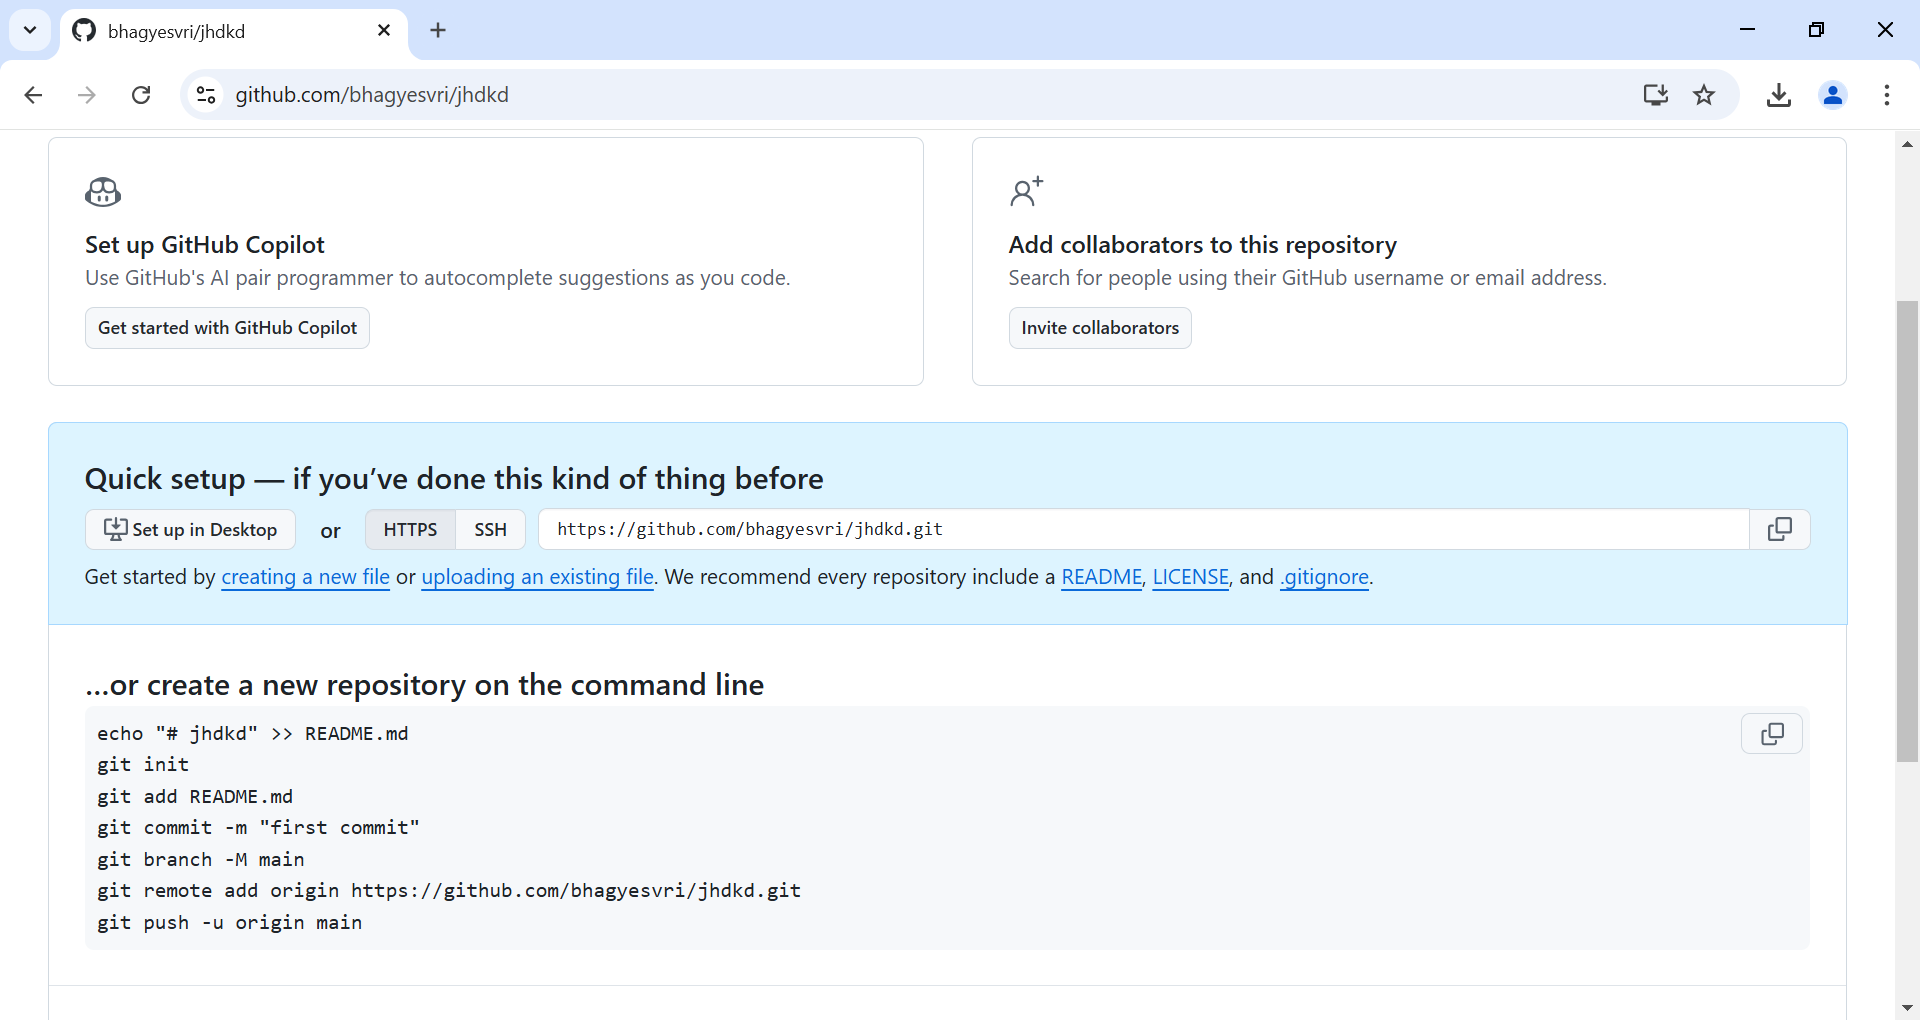 bhagyesvri/jhdkd
github.com/bhagyesvri/jhdkd
Set up GitHub Copilot
Use GitHub's AI pair programmer to autocomplete suggestions as you code.
Get started with GitHub Copilot
Add collaborators to this repository
Search for people using their GitHub username or email address.
Invite collaborators
Quick setup — if you’ve done this kind of thing before
Set up in Desktop or HTTPS SSH https://github.com/bhagyesvri/jhdkd.git
Get started by creating a new file or uploading an existing file. We recommend every repository include a README, LICENSE, and .gitignore.
…or create a new repository on the command line
echo "# jhdkd" >> README.md
git init
git add README.md
git commit -m "first commit"
git branch -M main
git remote add origin https://github.com/bhagyesvri/jhdkd.git
git push -u origin main